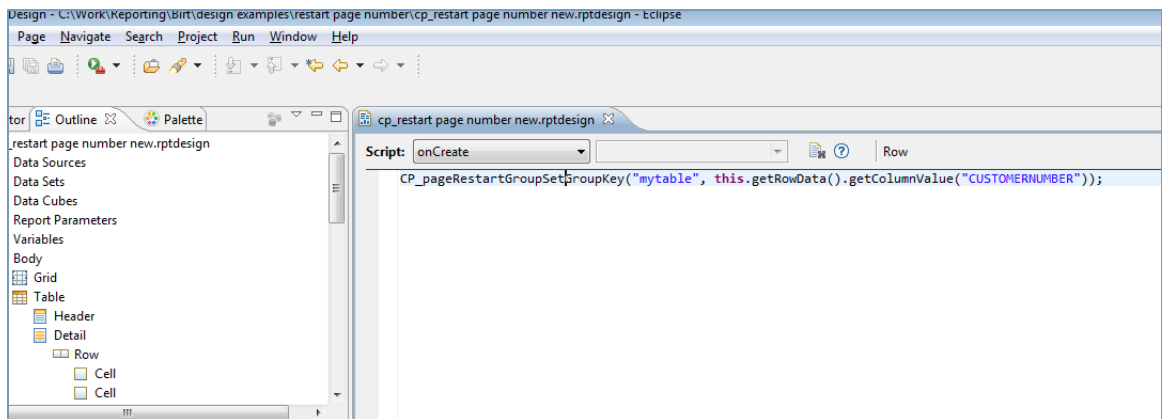 Design - C:\Work\Reporting\Birt\design examples\restart page number\cp_restart page number new.rptdesign - Eclipse
Page Navigate Search Project Run Window Help
tor Outline Palette
cp_restart page number new.rptdesign
_restart page number new.rptdesign
Script: onCreate Row
Data Sources
CP_pageRestartGroupSetGroupKey("mytable", this.getRowData().getColumnValue("CUSTOMERNUMBER"));
Data Sets
Data Cubes
Report Parameters
Variables
Body
Grid
Table
Header
Detail
Row
Cell
Cell